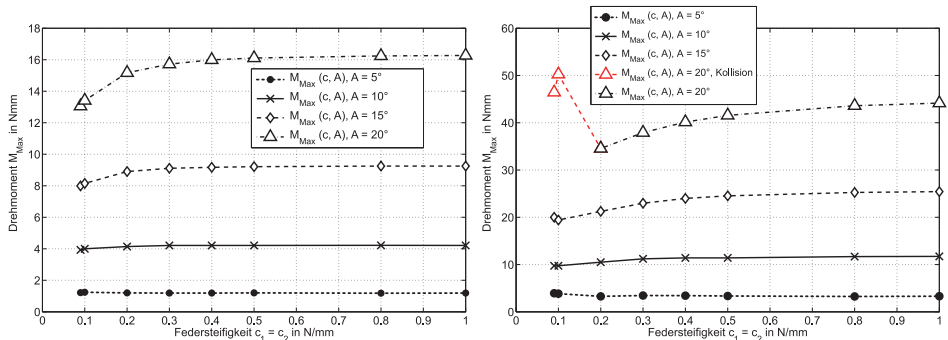 18
16
14
12
10
8
6
4
2
0
Drehmoment M_Max in Nmm
M_Max (c, A), A = 5°
M_Max (c, A), A = 10°
M_Max (c, A), A = 15°
M_Max (c, A), A = 20°
0 0.1 0.2 0.3 0.4 0.5 0.6 0.7 0.8 0.9 1
Federsteifigkeit c_1 = c_2 in N/mm
60
50
40
30
20
10
0
Drehmoment M_Max in Nmm
M_Max (c, A), A = 5°
M_Max (c, A), A = 10°
M_Max (c, A), A = 15°
M_Max (c, A), A = 20°, Kollision
M_Max (c, A), A = 20°
0 0.1 0.2 0.3 0.4 0.5 0.6 0.7 0.8 0.9 1
Federsteifigkeit c_1 = c_2 in N/mm